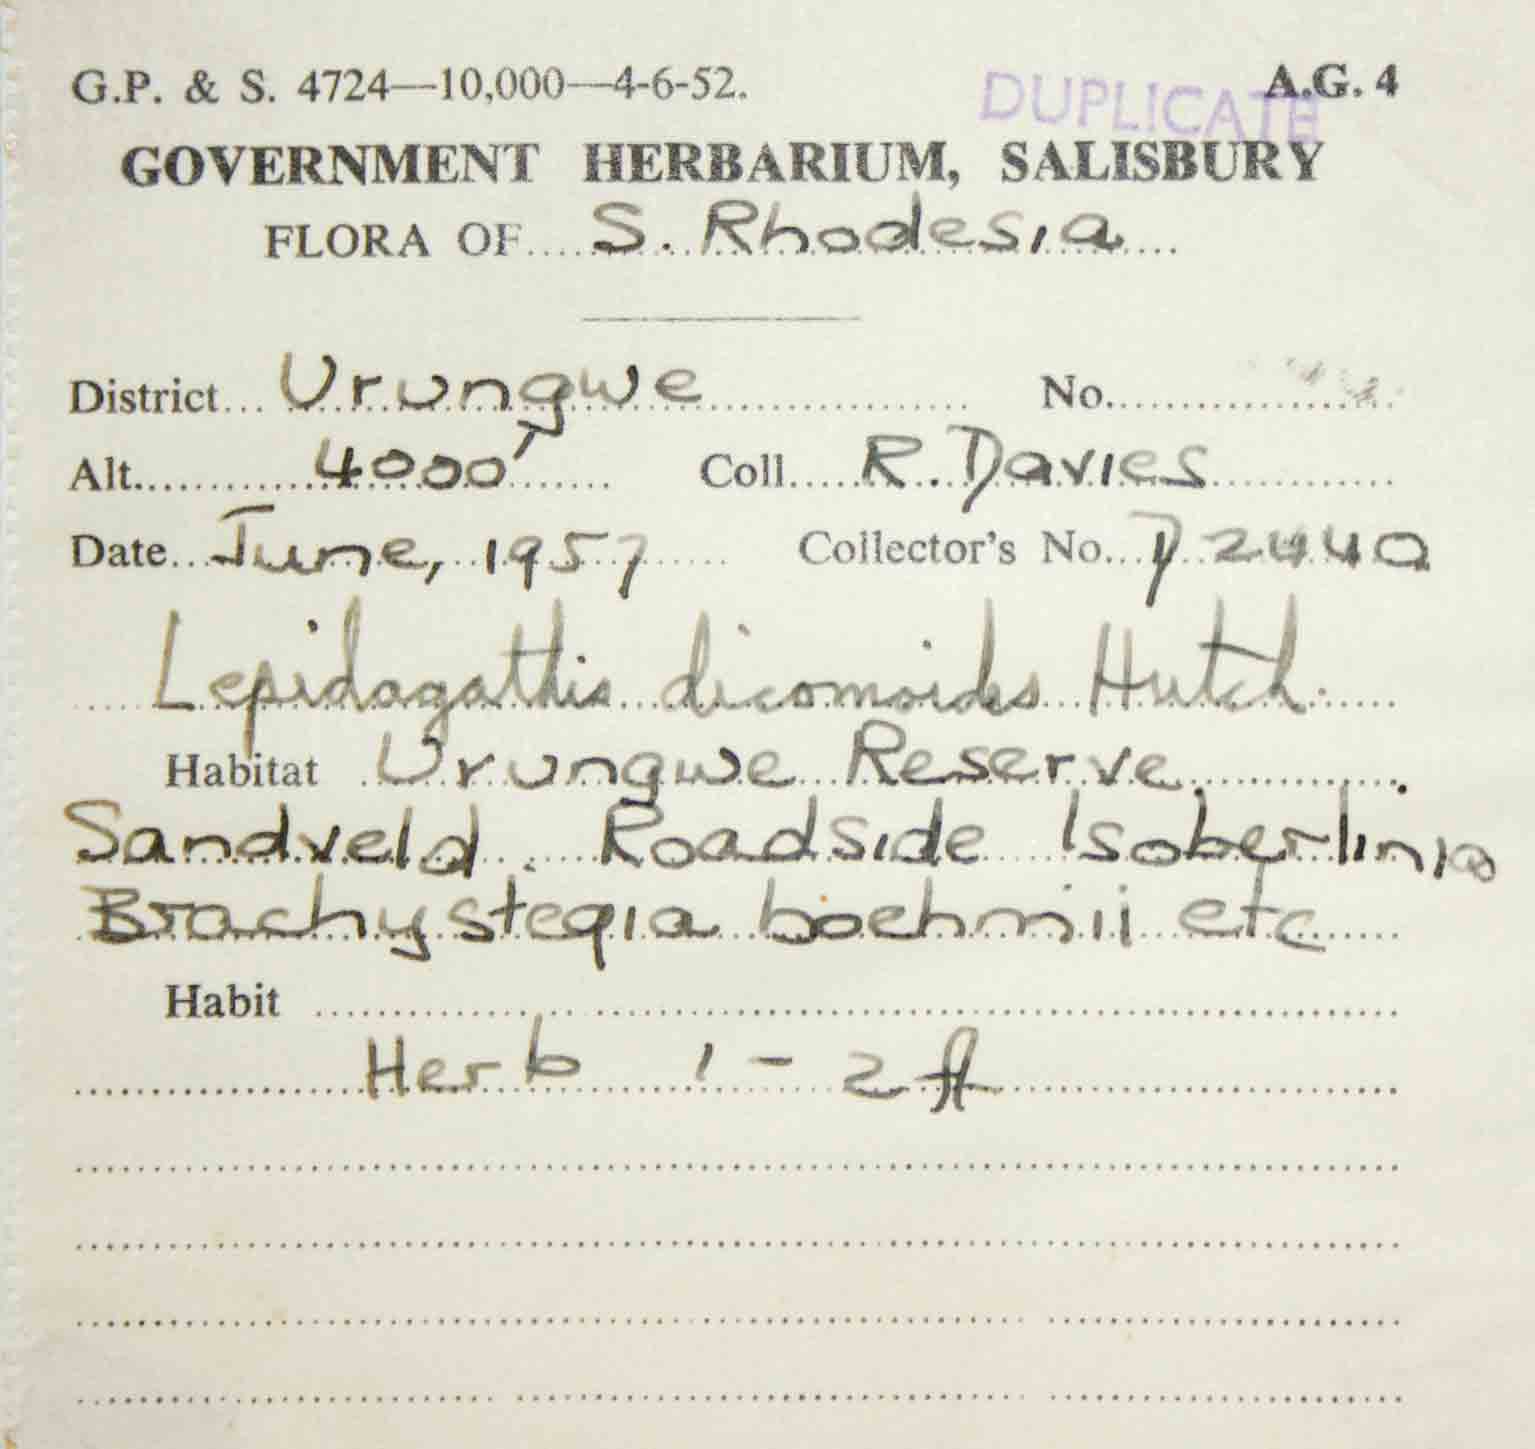 G.P. & S. 4724—10,000—4-6-52.
DUPLICATE
A.G. 4
GOVERNMENT HERBARIUM, SALISBURY
FLORA OF S. Rhodesia
District Urungwe No.
Alt. 4000' Coll. R. Davies
Date June, 1957 Collector's No. D 2440
Lepidagathis dicomoides Hutch.
Habitat Urungwe Reserve.
Sandveld. Roadside Isoberlinia
Brachystegia boehmii etc
Habit
Herb 1 - 2 ft